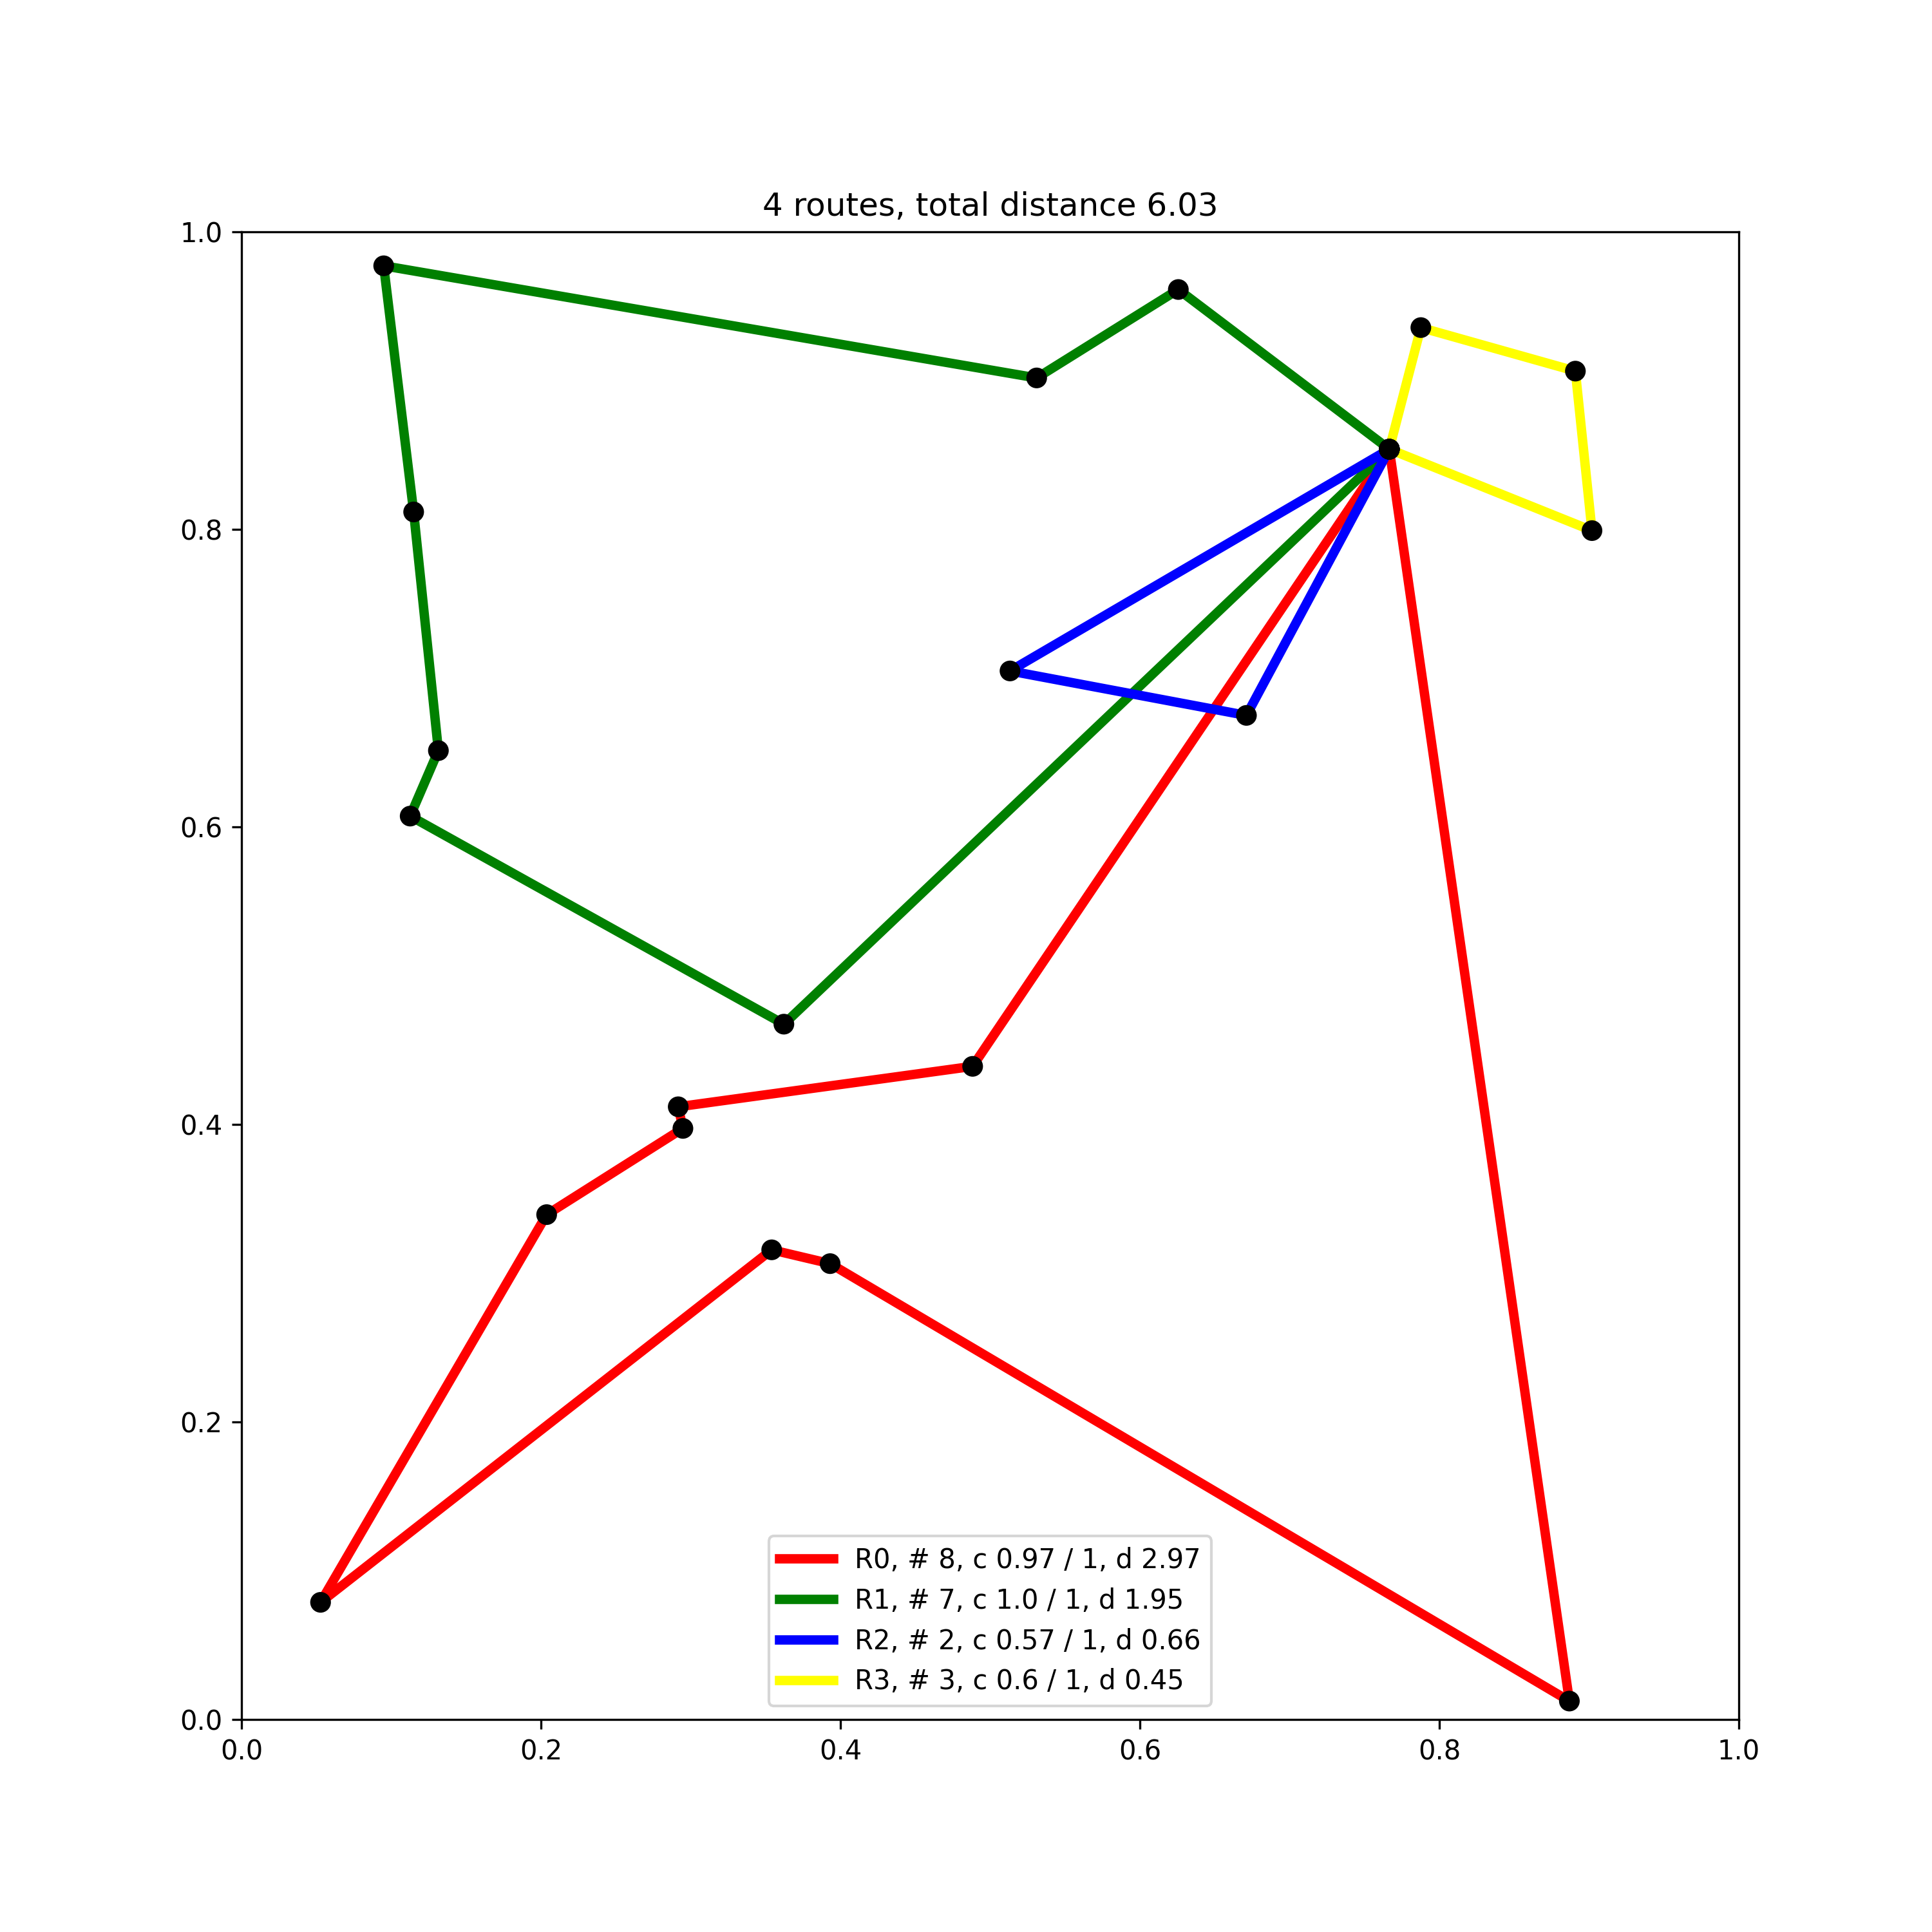 4 routes, total distance 6.03
1.0
0.8
0.6
0.4
0.2
0.0
0.0 0.2 0.4 0.6 0.8 1.0
R0, # 8, c 0.97 / 1, d 2.97
R1, # 7, c 1.0 / 1, d 1.95
R2, # 2, c 0.57 / 1, d 0.66
R3, # 3, c 0.6 / 1, d 0.45